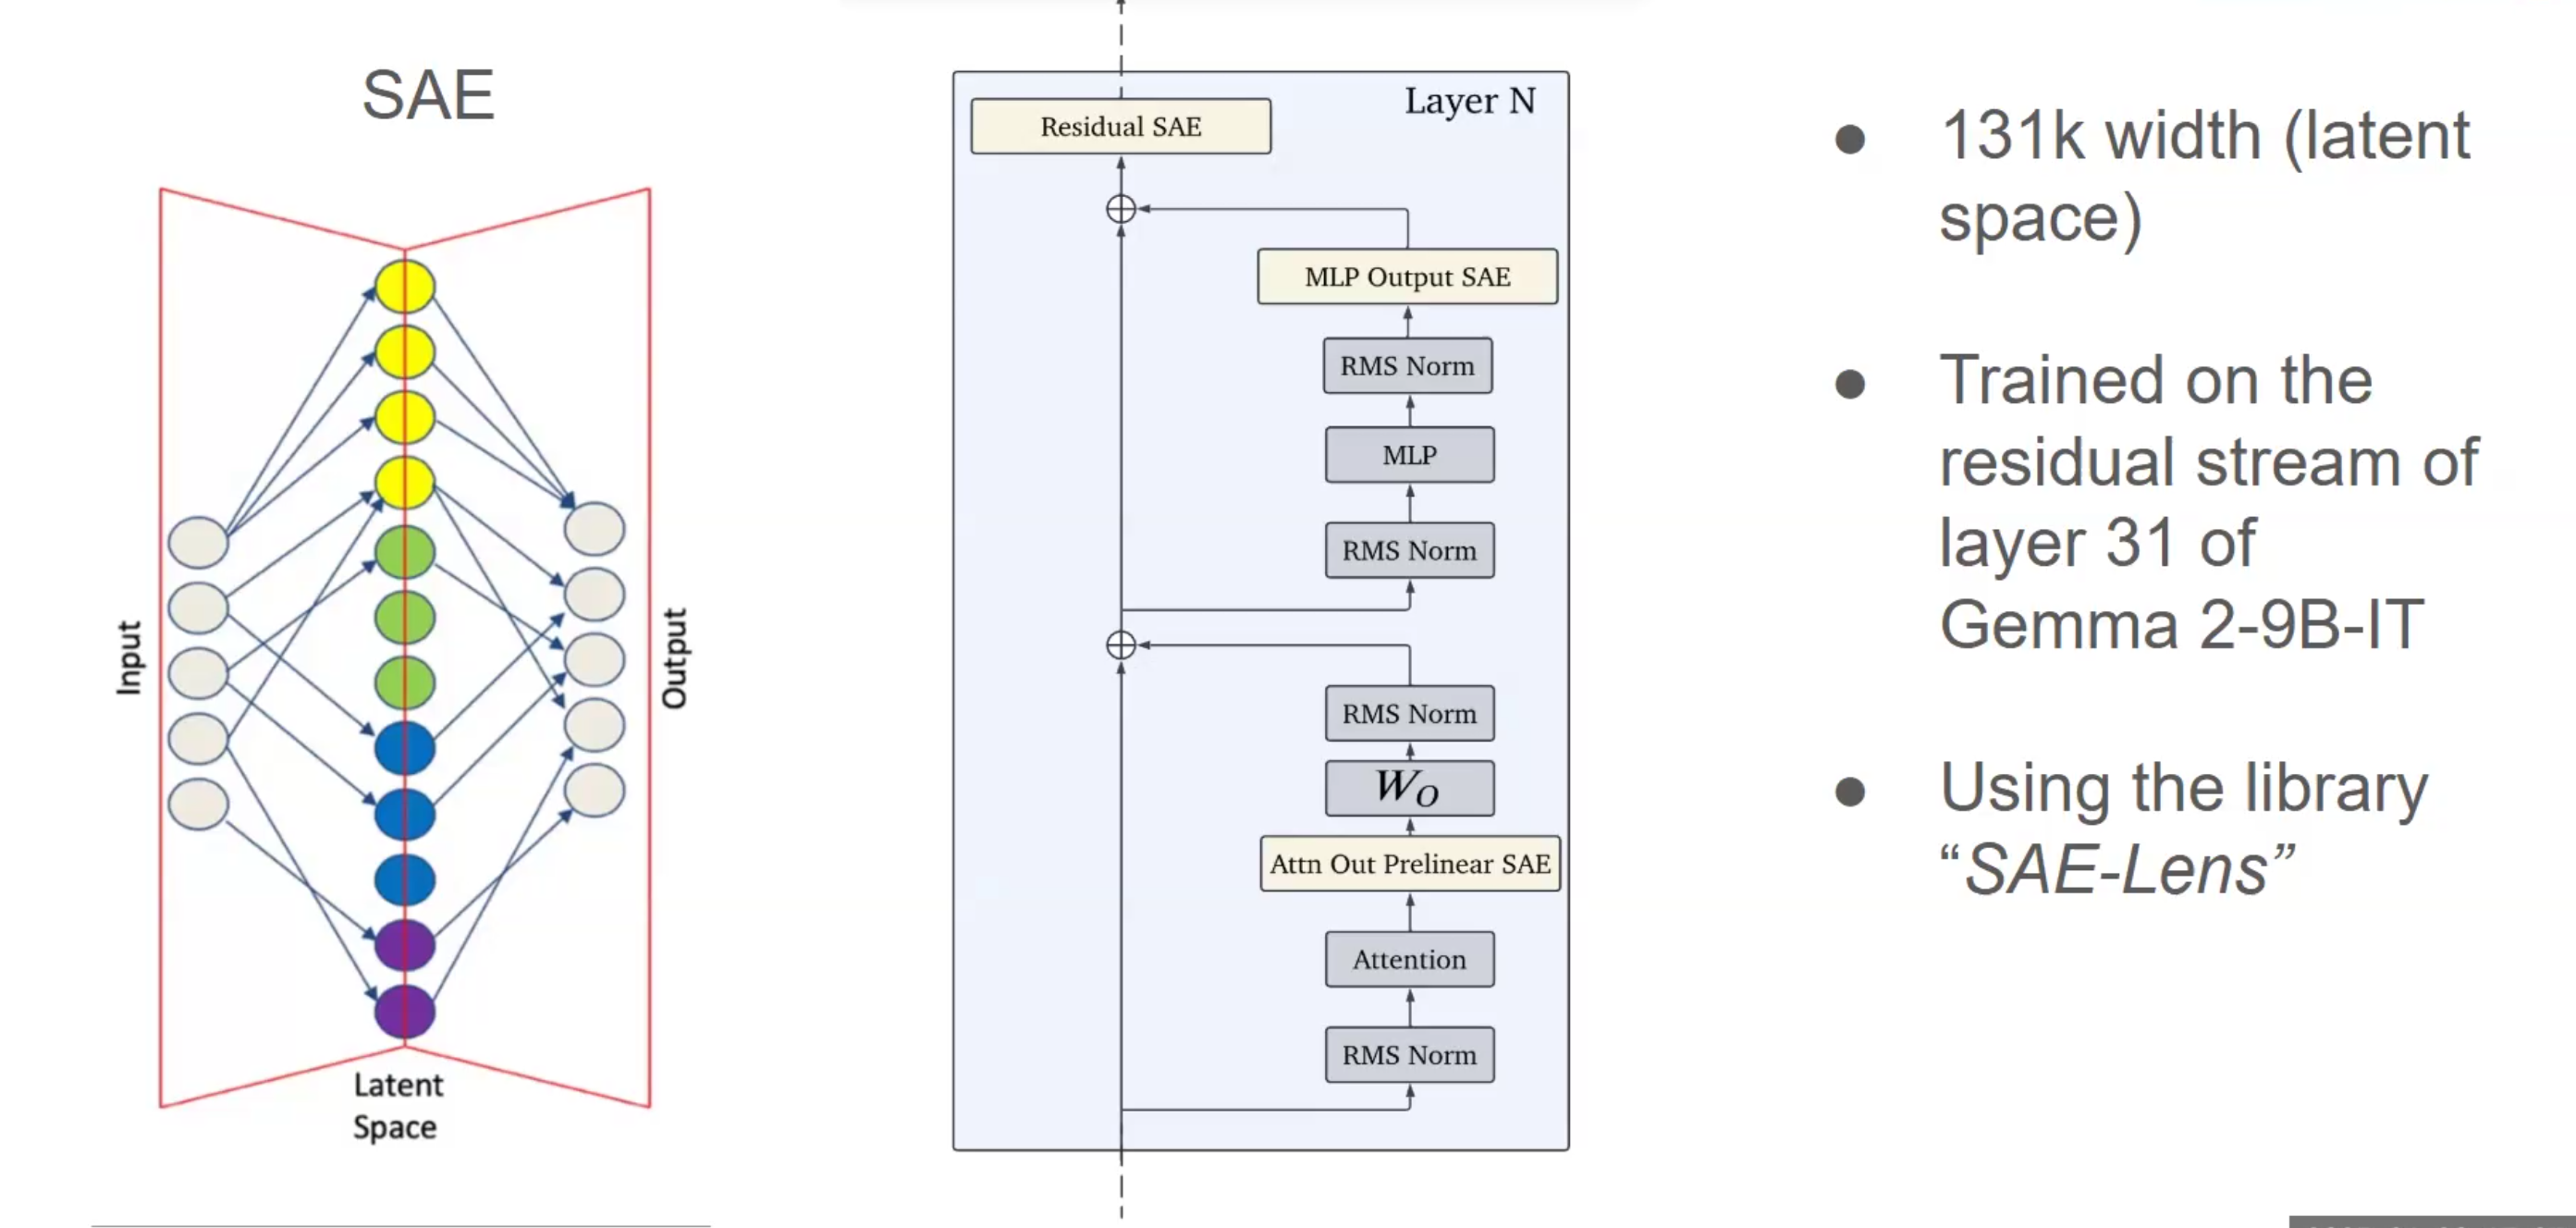 SAE
Input
Output
Latent
Space
Layer N
Residual SAE
MLP Output SAE
RMS Norm
MLP
RMS Norm
RMS Norm
W_O
Attn Out Prelinear SAE
Attention
RMS Norm
● 131k width (latent
space)
● Trained on the
residual stream of
layer 31 of
Gemma 2-9B-IT
● Using the library
“SAE-Lens”